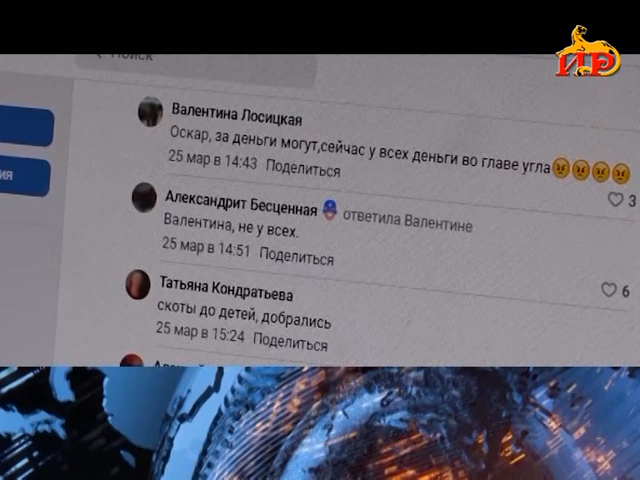 Поиск
ИР
Валентина Лосицкая
Оскар, за деньги могут,сейчас у всех деньги во главе угла😡😡😡😡
25 мар в 14:43 Поделиться
3
Александрит Бесценная ответила Валентине
Валентина, не у всех.
25 мар в 14:51 Поделиться
6
Татьяна Кондратьева
скоты до детей, добрались
25 мар в 15:24 Поделиться